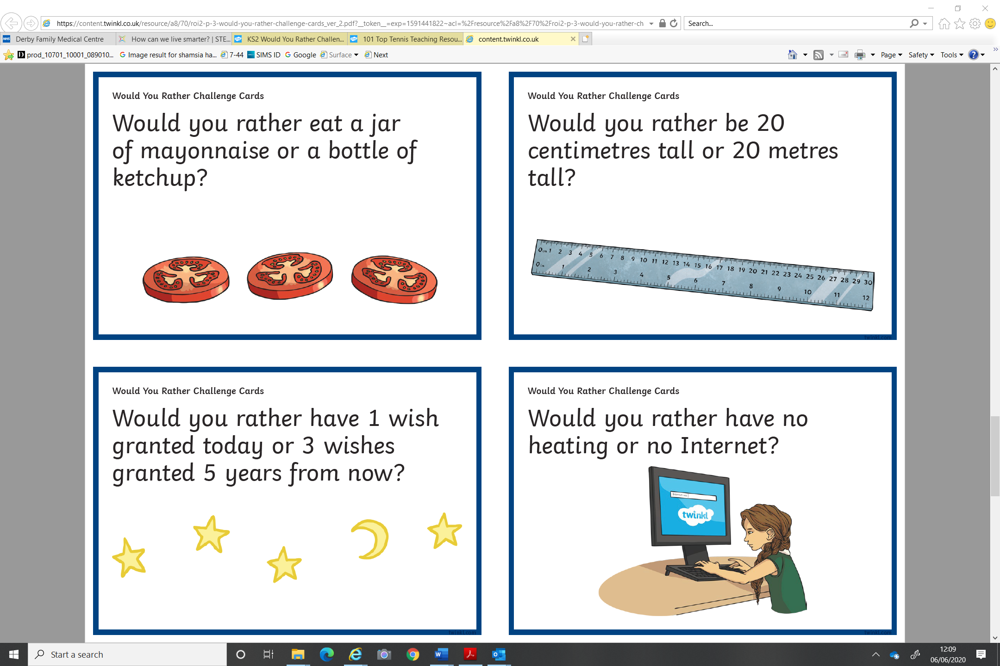 https://content.twinkl.co.uk/resource/a8/70/roi2-p-3-would-you-rather-challenge-cards_ver_2.pdf?__token__=exp=1591441822~acl=%2Fresource%2Fa8%2F70%2Froi2-p-3-would-you-rather-ch
Search...
NHS Derby Family Medical Centre
How can we live smarter? | STE...
KS2 Would You Rather Challen...
101 Top Tennis Teaching Resou...
content.twinkl.co.uk
D prod_10701_10001_089010...
G Image result for shamsia ha...
7-44
SIMS ID
G Google
Surface
Next
Page
Safety
Tools
Would You Rather Challenge Cards
Would you rather eat a jar
of mayonnaise or a bottle of
ketchup?
Would You Rather Challenge Cards
Would you rather be 20
centimetres tall or 20 metres
tall?
0cm 1 2 3 4 5 6 7 8 9 10 11 12 13 14 15 16 17 18 19 20 21 22 23 24 25 26 27 28 29 30
0in 1 2 3 4 5 6 7 8 9 10 11 12
twinkl.com
Would You Rather Challenge Cards
Would you rather have 1 wish
granted today or 3 wishes
granted 5 years from now?
twinkl.com
Would You Rather Challenge Cards
Would you rather have no
heating or no Internet?
Internet res
twinkl
twinkl.com
Start a search
12:09
06/06/2020